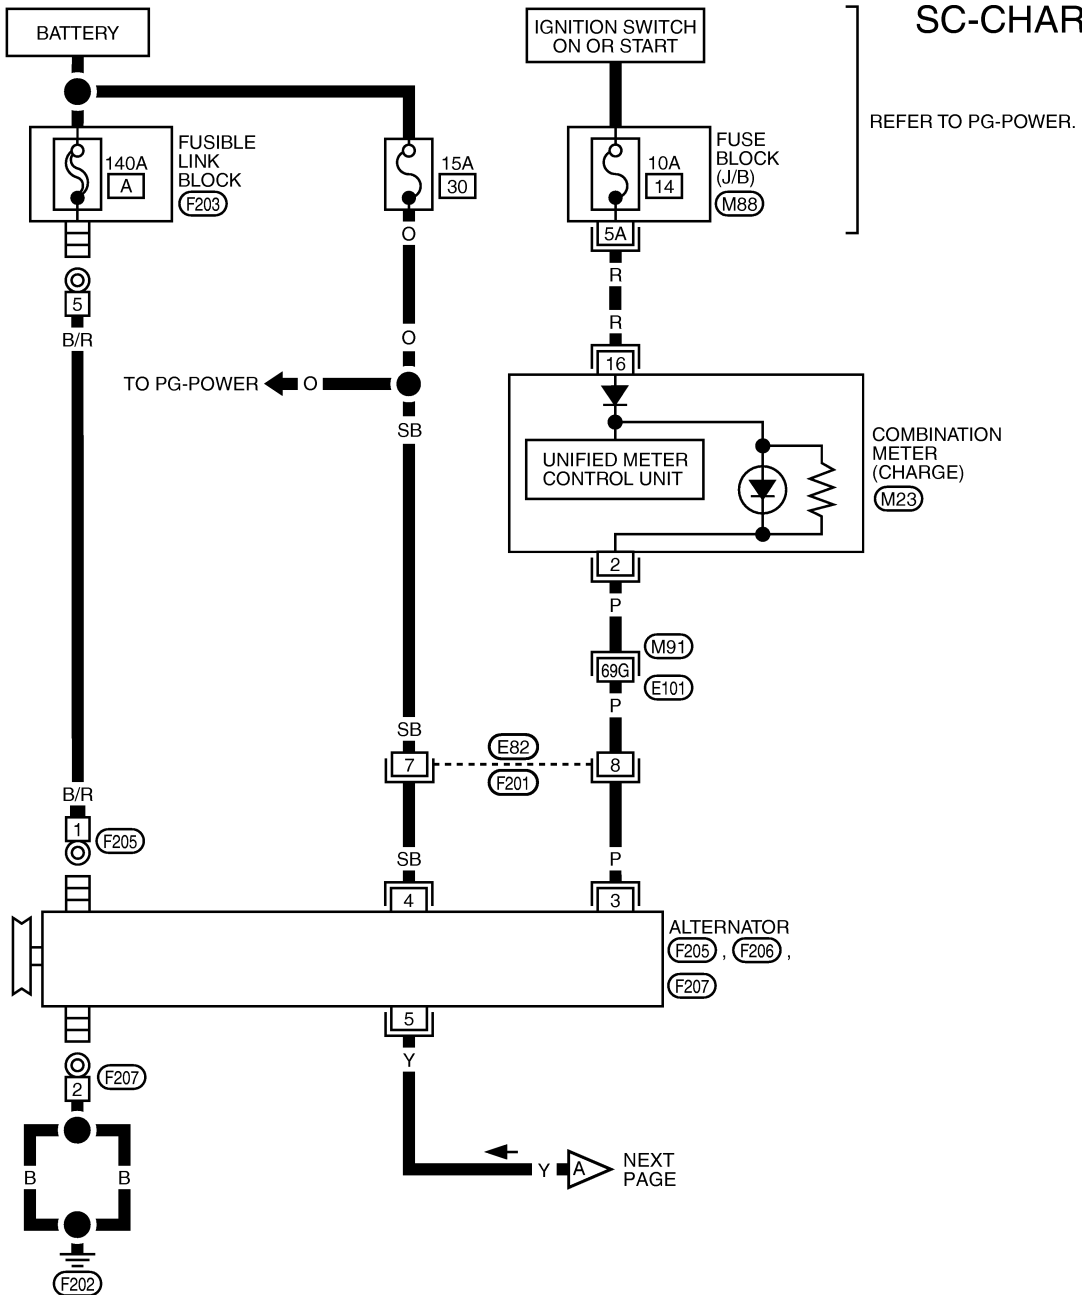 SC-CHAR
BATTERY
IGNITION SWITCH
ON OR START
REFER TO PG-POWER.
140A
A
FUSIBLE
LINK
BLOCK
F203
15A
30
10A
14
FUSE
BLOCK
(J/B)
M88
5A
O
R
5
B/R
R
O
16
TO PG-POWER
O
SB
UNIFIED METER
CONTROL UNIT
COMBINATION
METER
(CHARGE)
M23
2
P
M91
69G
E101
P
SB
7
E82
F201
8
B/R
1
F205
SB
P
4
3
ALTERNATOR
F205 , F206 ,
F207
5
Y
2
F207
B
B
Y
A
NEXT
PAGE
F202